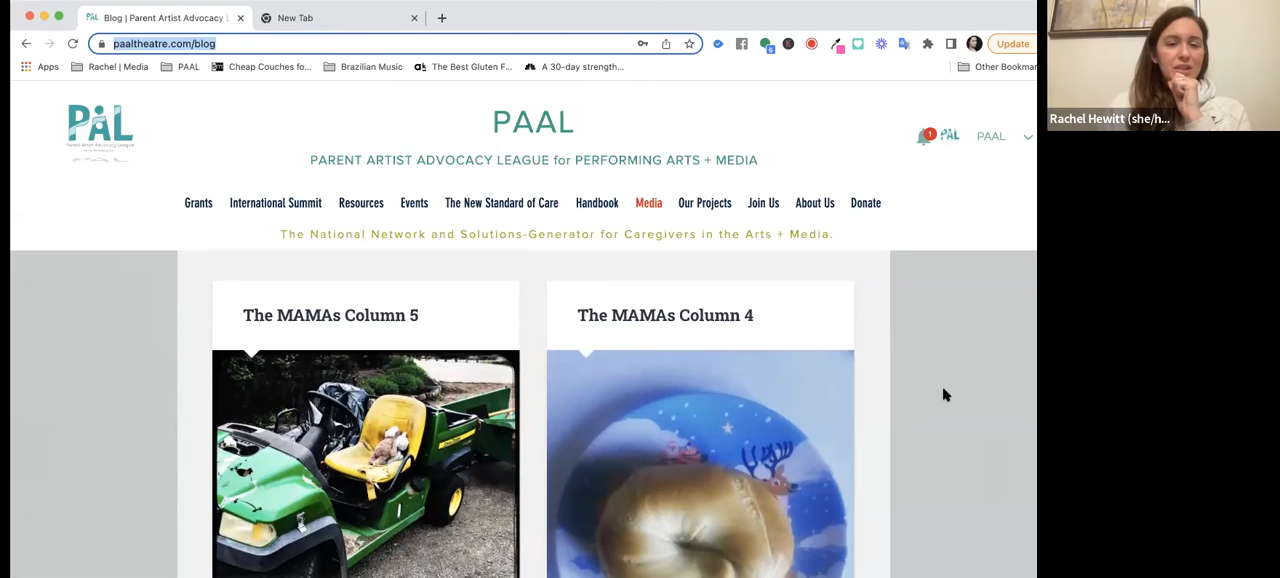 Blog | Parent Artist Advocacy L
New Tab
paaltheatre.com/blog
Update
Apps
Rachel | Media
PAAL
Cheap Couches fo...
Brazilian Music
The Best Gluten F...
A 30-day strength...
Other Bookmar
Rachel Hewitt (she/h...
PAL
PAAL
1
PAL
PAAL
PARENT ARTIST ADVOCACY LEAGUE for PERFORMING ARTS + MEDIA
Grants International Summit Resources Events The New Standard of Care Handbook Media Our Projects Join Us About Us Donate
The National Network and Solutions-Generator for Caregivers in the Arts + Media.
The MAMAs Column 5
The MAMAs Column 4